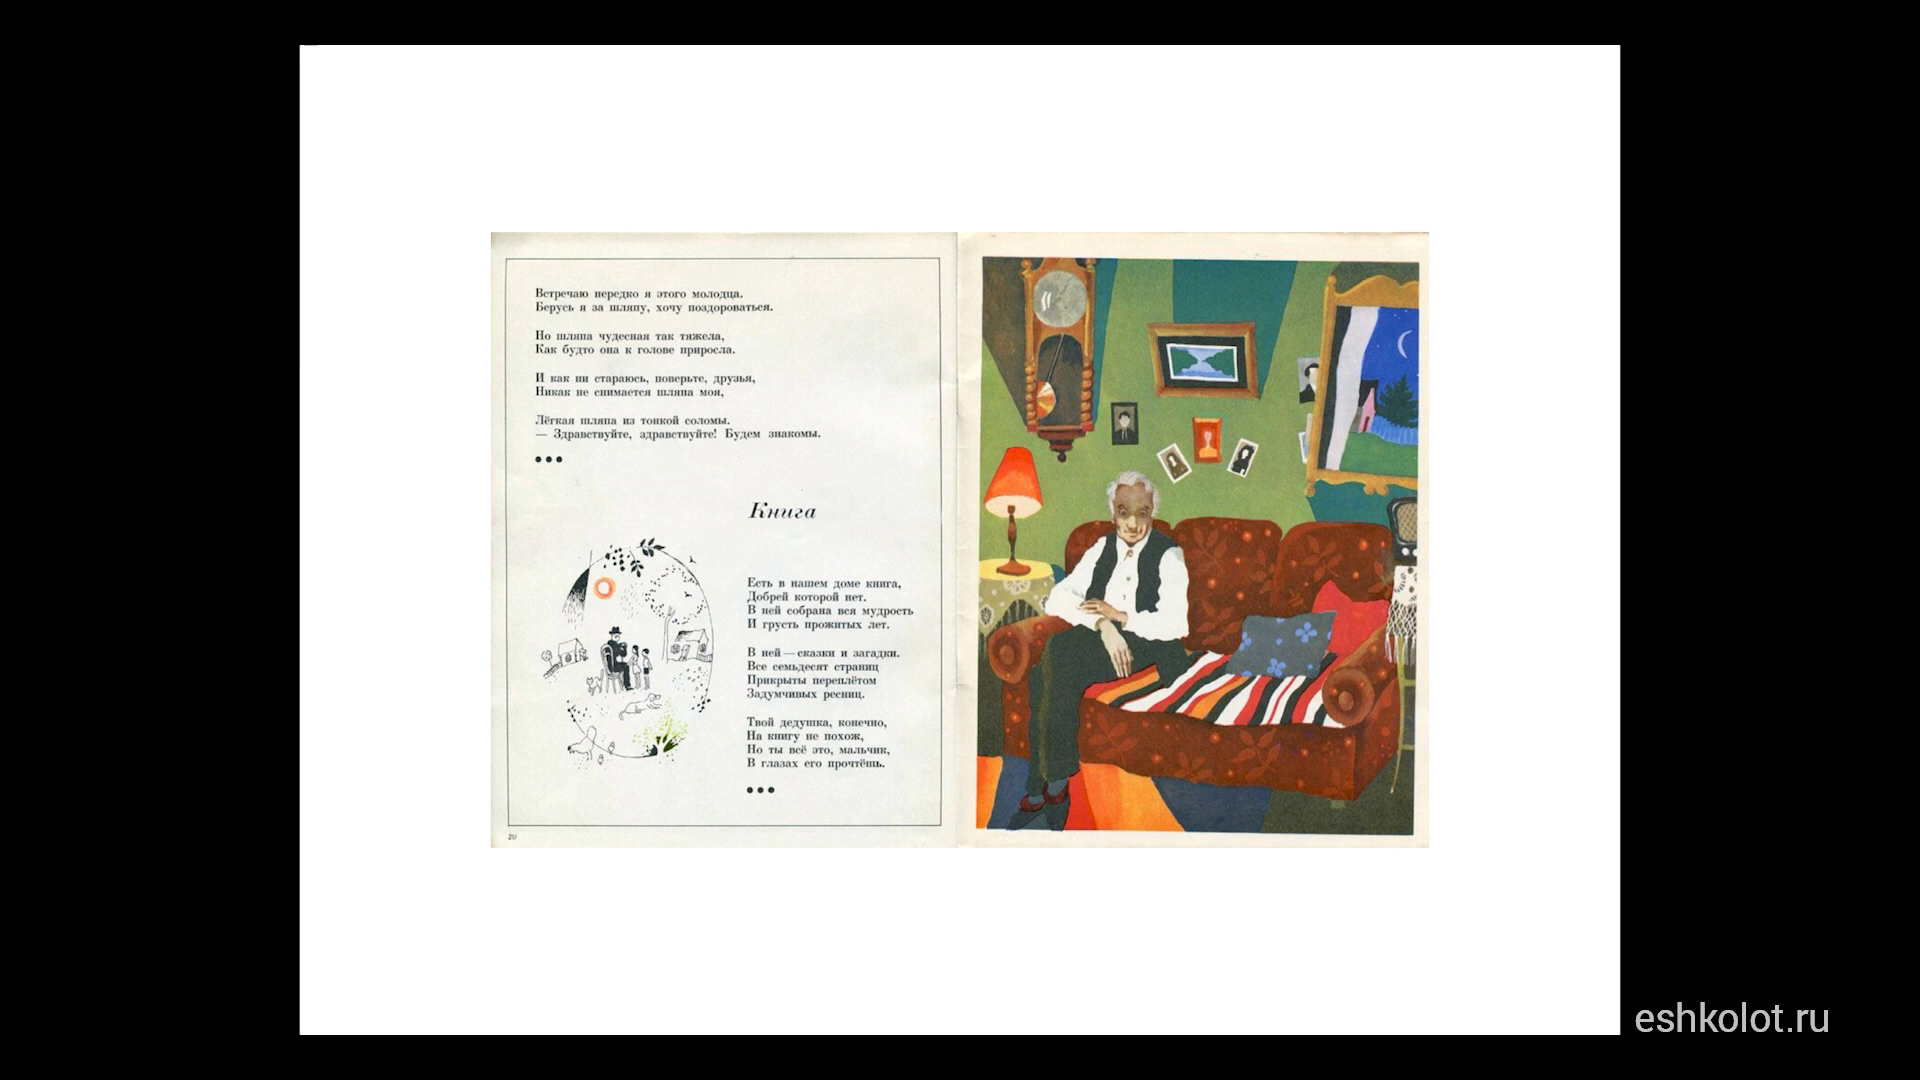 Встречаю нередко я этого молодца.
Берусь я за шляпу, хочу поздороваться.
Но шляпа чудесная так тяжела,
Как будто она к голове приросла.
И как ни стараюсь, поверьте, друзья,
Никак не снимается шляпа моя,
Лёгкая шляпа из тонкой соломы.
— Здравствуйте, здравствуйте! Будем знакомы.
Книга
Есть в нашем доме книга,
Добрей которой нет.
В ней собрана вся мудрость
И грусть прожитых лет.
В ней — сказки и загадки.
Все семьдесят страниц
Прикрыты переплётом
Задумчивых ресниц.
Твой дедушка, конечно,
На книгу не похож,
Но ты всё это, мальчик,
В глазах его прочтёшь.
20
eshkolot.ru